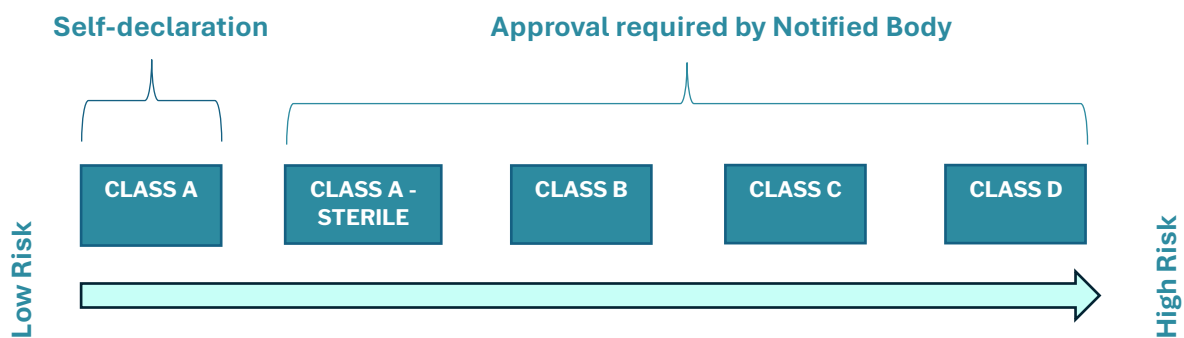 Self-declaration
Approval required by Notified Body
CLASS A
CLASS A -
STERILE
CLASS B
CLASS C
CLASS D
Low Risk
High Risk